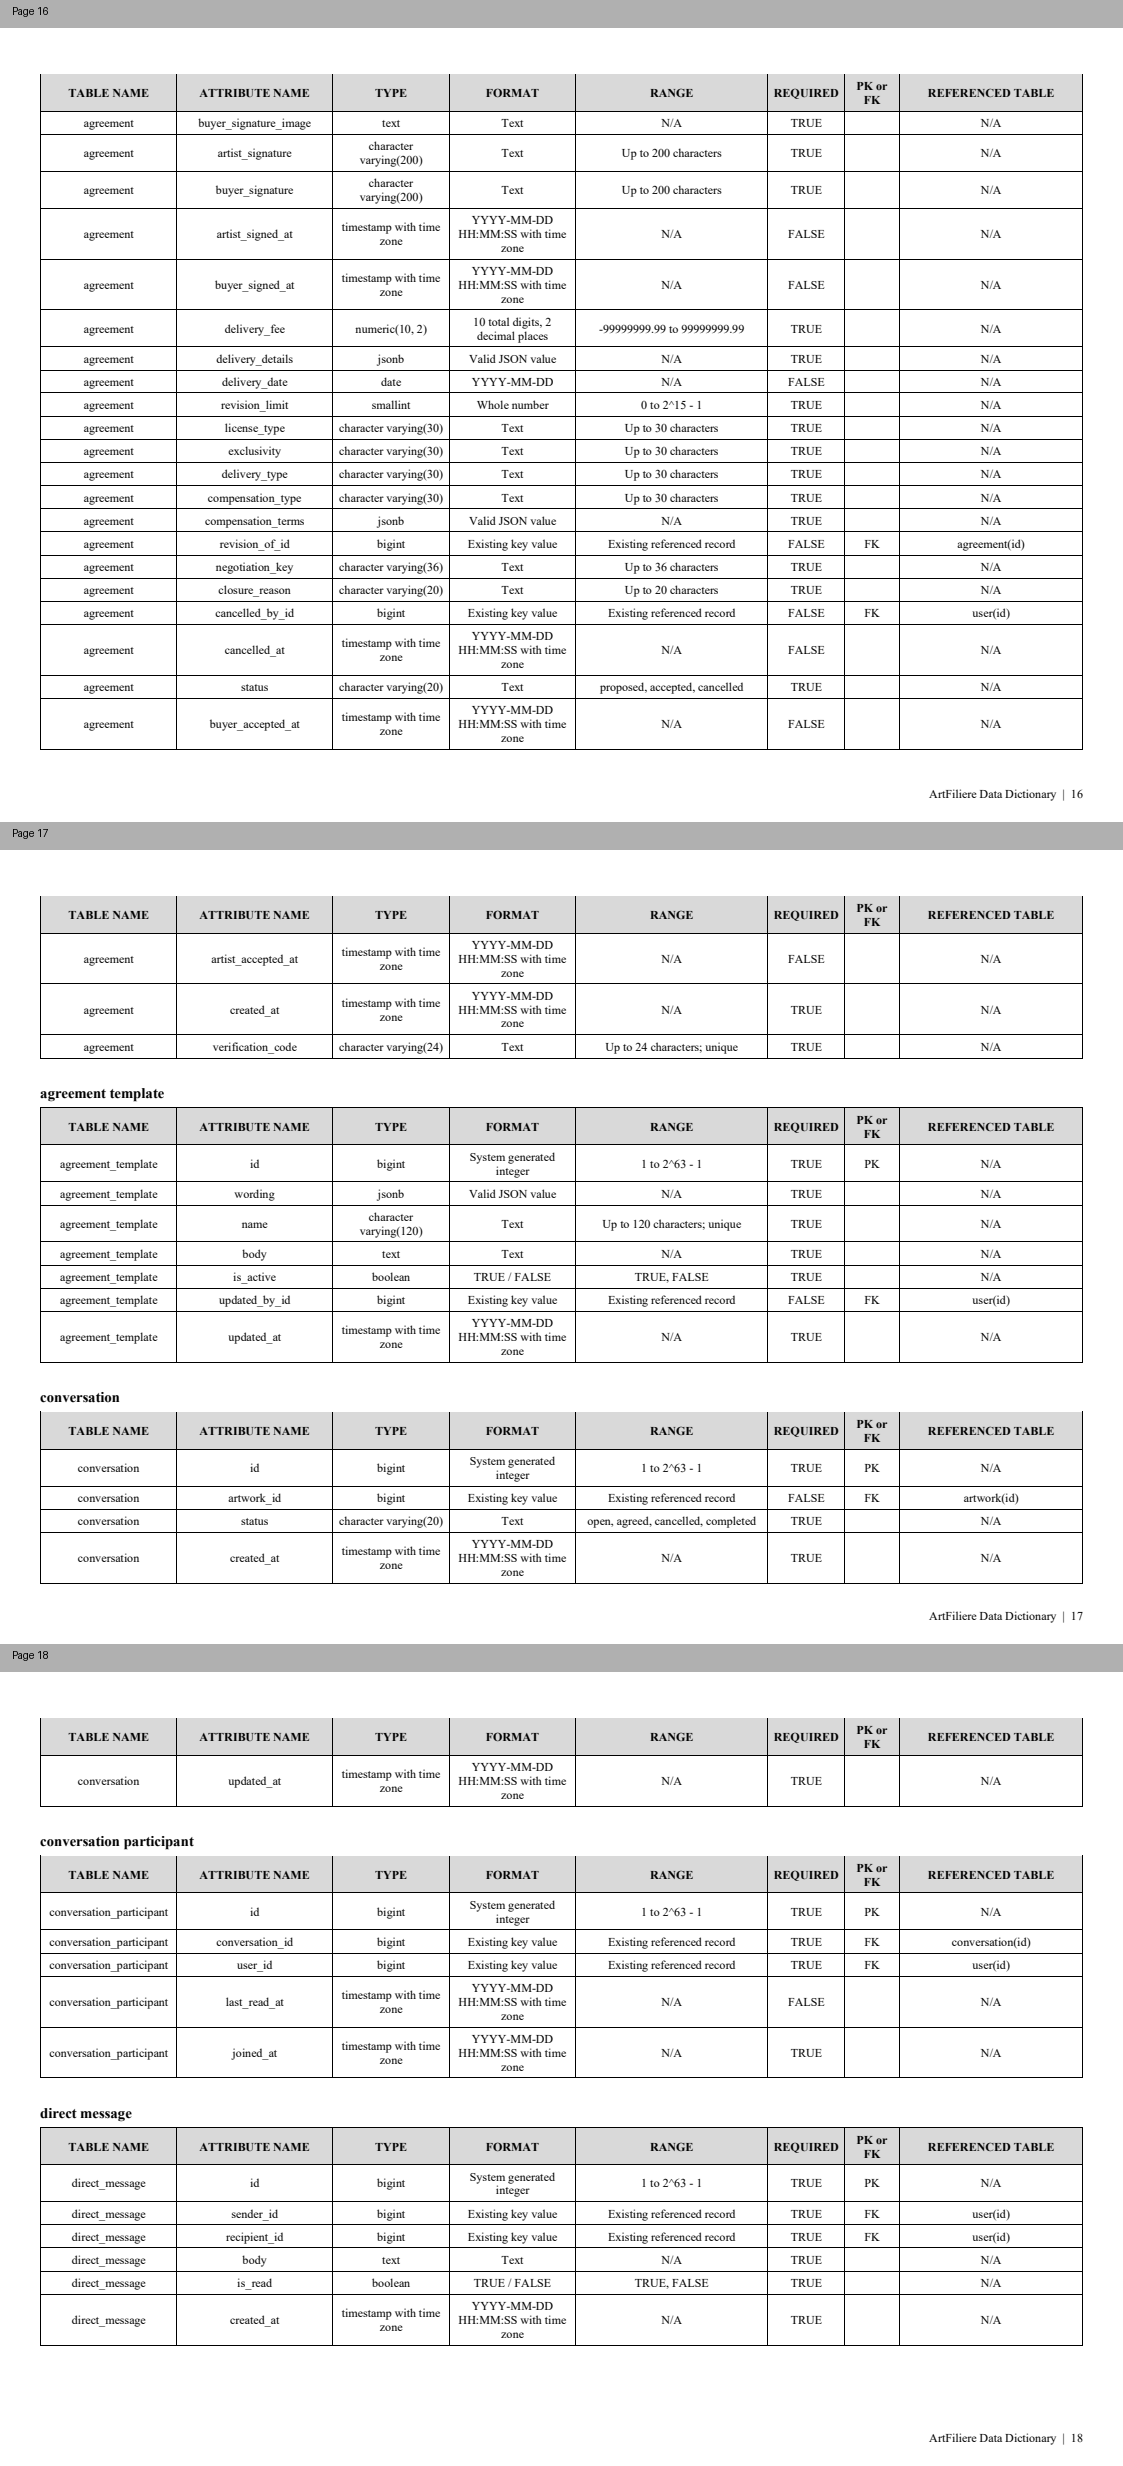 Page 16
TABLE NAME ATTRIBUTE NAME TYPE FORMAT RANGE REQUIRED PK or FK REFERENCED TABLE
agreement buyer_signature_image text Text N/A TRUE N/A
agreement artist_signature character varying(200) Text Up to 200 characters TRUE N/A
agreement buyer_signature character varying(200) Text Up to 200 characters TRUE N/A
agreement artist_signed_at timestamp with time zone YYYY-MM-DD HH:MM:SS with time zone N/A FALSE N/A
agreement buyer_signed_at timestamp with time zone YYYY-MM-DD HH:MM:SS with time zone N/A FALSE N/A
agreement delivery_fee numeric(10, 2) 10 total digits, 2 decimal places -99999999.99 to 99999999.99 TRUE N/A
agreement delivery_details jsonb Valid JSON value N/A TRUE N/A
agreement delivery_date date YYYY-MM-DD N/A FALSE N/A
agreement revision_limit smallint Whole number 0 to 2^15 - 1 TRUE N/A
agreement license_type character varying(30) Text Up to 30 characters TRUE N/A
agreement exclusivity character varying(30) Text Up to 30 characters TRUE N/A
agreement delivery_type character varying(30) Text Up to 30 characters TRUE N/A
agreement compensation_type character varying(30) Text Up to 30 characters TRUE N/A
agreement compensation_terms jsonb Valid JSON value N/A TRUE N/A
agreement revision_of_id bigint Existing key value Existing referenced record FALSE FK agreement(id)
agreement negotiation_key character varying(36) Text Up to 36 characters TRUE N/A
agreement closure_reason character varying(20) Text Up to 20 characters TRUE N/A
agreement cancelled_by_id bigint Existing key value Existing referenced record FALSE FK user(id)
agreement cancelled_at timestamp with time zone YYYY-MM-DD HH:MM:SS with time zone N/A FALSE N/A
agreement status character varying(20) Text proposed, accepted, cancelled TRUE N/A
agreement buyer_accepted_at timestamp with time zone YYYY-MM-DD HH:MM:SS with time zone N/A FALSE N/A
ArtFiliere Data Dictionary | 16
Page 17
TABLE NAME ATTRIBUTE NAME TYPE FORMAT RANGE REQUIRED PK or FK REFERENCED TABLE
agreement artist_accepted_at timestamp with time zone YYYY-MM-DD HH:MM:SS with time zone N/A FALSE N/A
agreement created_at timestamp with time zone YYYY-MM-DD HH:MM:SS with time zone N/A TRUE N/A
agreement verification_code character varying(24) Text Up to 24 characters; unique TRUE N/A
agreement template
TABLE NAME ATTRIBUTE NAME TYPE FORMAT RANGE REQUIRED PK or FK REFERENCED TABLE
agreement_template id bigint System generated integer 1 to 2^63 - 1 TRUE PK N/A
agreement_template wording jsonb Valid JSON value N/A TRUE N/A
agreement_template name character varying(120) Text Up to 120 characters; unique TRUE N/A
agreement_template body text Text N/A TRUE N/A
agreement_template is_active boolean TRUE / FALSE TRUE, FALSE TRUE N/A
agreement_template updated_by_id bigint Existing key value Existing referenced record FALSE FK user(id)
agreement_template updated_at timestamp with time zone YYYY-MM-DD HH:MM:SS with time zone N/A TRUE N/A
conversation
TABLE NAME ATTRIBUTE NAME TYPE FORMAT RANGE REQUIRED PK or FK REFERENCED TABLE
conversation id bigint System generated integer 1 to 2^63 - 1 TRUE PK N/A
conversation artwork_id bigint Existing key value Existing referenced record FALSE FK artwork(id)
conversation status character varying(20) Text open, agreed, cancelled, completed TRUE N/A
conversation created_at timestamp with time zone YYYY-MM-DD HH:MM:SS with time zone N/A TRUE N/A
ArtFiliere Data Dictionary | 17
Page 18
TABLE NAME ATTRIBUTE NAME TYPE FORMAT RANGE REQUIRED PK or FK REFERENCED TABLE
conversation updated_at timestamp with time zone YYYY-MM-DD HH:MM:SS with time zone N/A TRUE N/A
conversation participant
TABLE NAME ATTRIBUTE NAME TYPE FORMAT RANGE REQUIRED PK or FK REFERENCED TABLE
conversation_participant id bigint System generated integer 1 to 2^63 - 1 TRUE PK N/A
conversation_participant conversation_id bigint Existing key value Existing referenced record TRUE FK conversation(id)
conversation_participant user_id bigint Existing key value Existing referenced record TRUE FK user(id)
conversation_participant last_read_at timestamp with time zone YYYY-MM-DD HH:MM:SS with time zone N/A FALSE N/A
conversation_participant joined_at timestamp with time zone YYYY-MM-DD HH:MM:SS with time zone N/A TRUE N/A
direct message
TABLE NAME ATTRIBUTE NAME TYPE FORMAT RANGE REQUIRED PK or FK REFERENCED TABLE
direct_message id bigint System generated integer 1 to 2^63 - 1 TRUE PK N/A
direct_message sender_id bigint Existing key value Existing referenced record TRUE FK user(id)
direct_message recipient_id bigint Existing key value Existing referenced record TRUE FK user(id)
direct_message body text Text N/A TRUE N/A
direct_message is_read boolean TRUE / FALSE TRUE, FALSE TRUE N/A
direct_message created_at timestamp with time zone YYYY-MM-DD HH:MM:SS with time zone N/A TRUE N/A
ArtFiliere Data Dictionary | 18